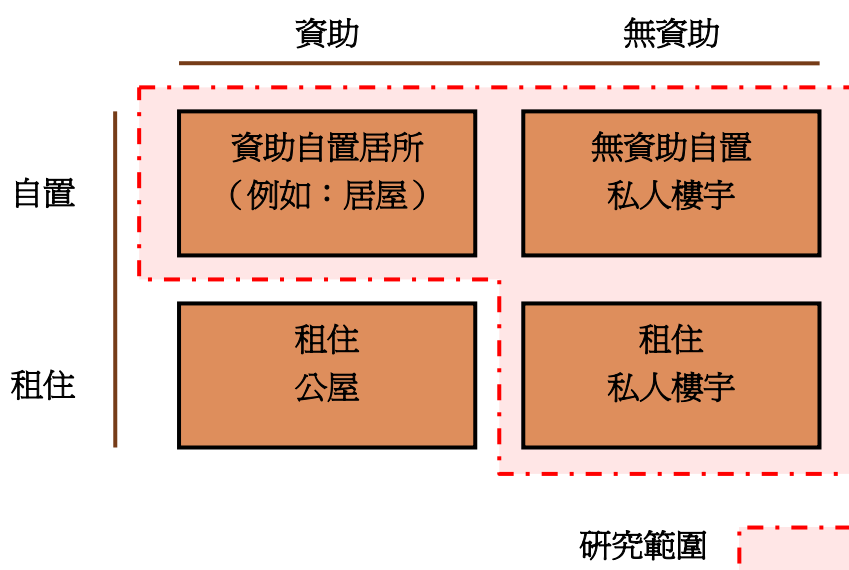 資助 無資助
自置
資助自置居所
（例如：居屋）
無資助自置
私人樓宇
租住
租住
公屋
租住
私人樓宇
研究範圍